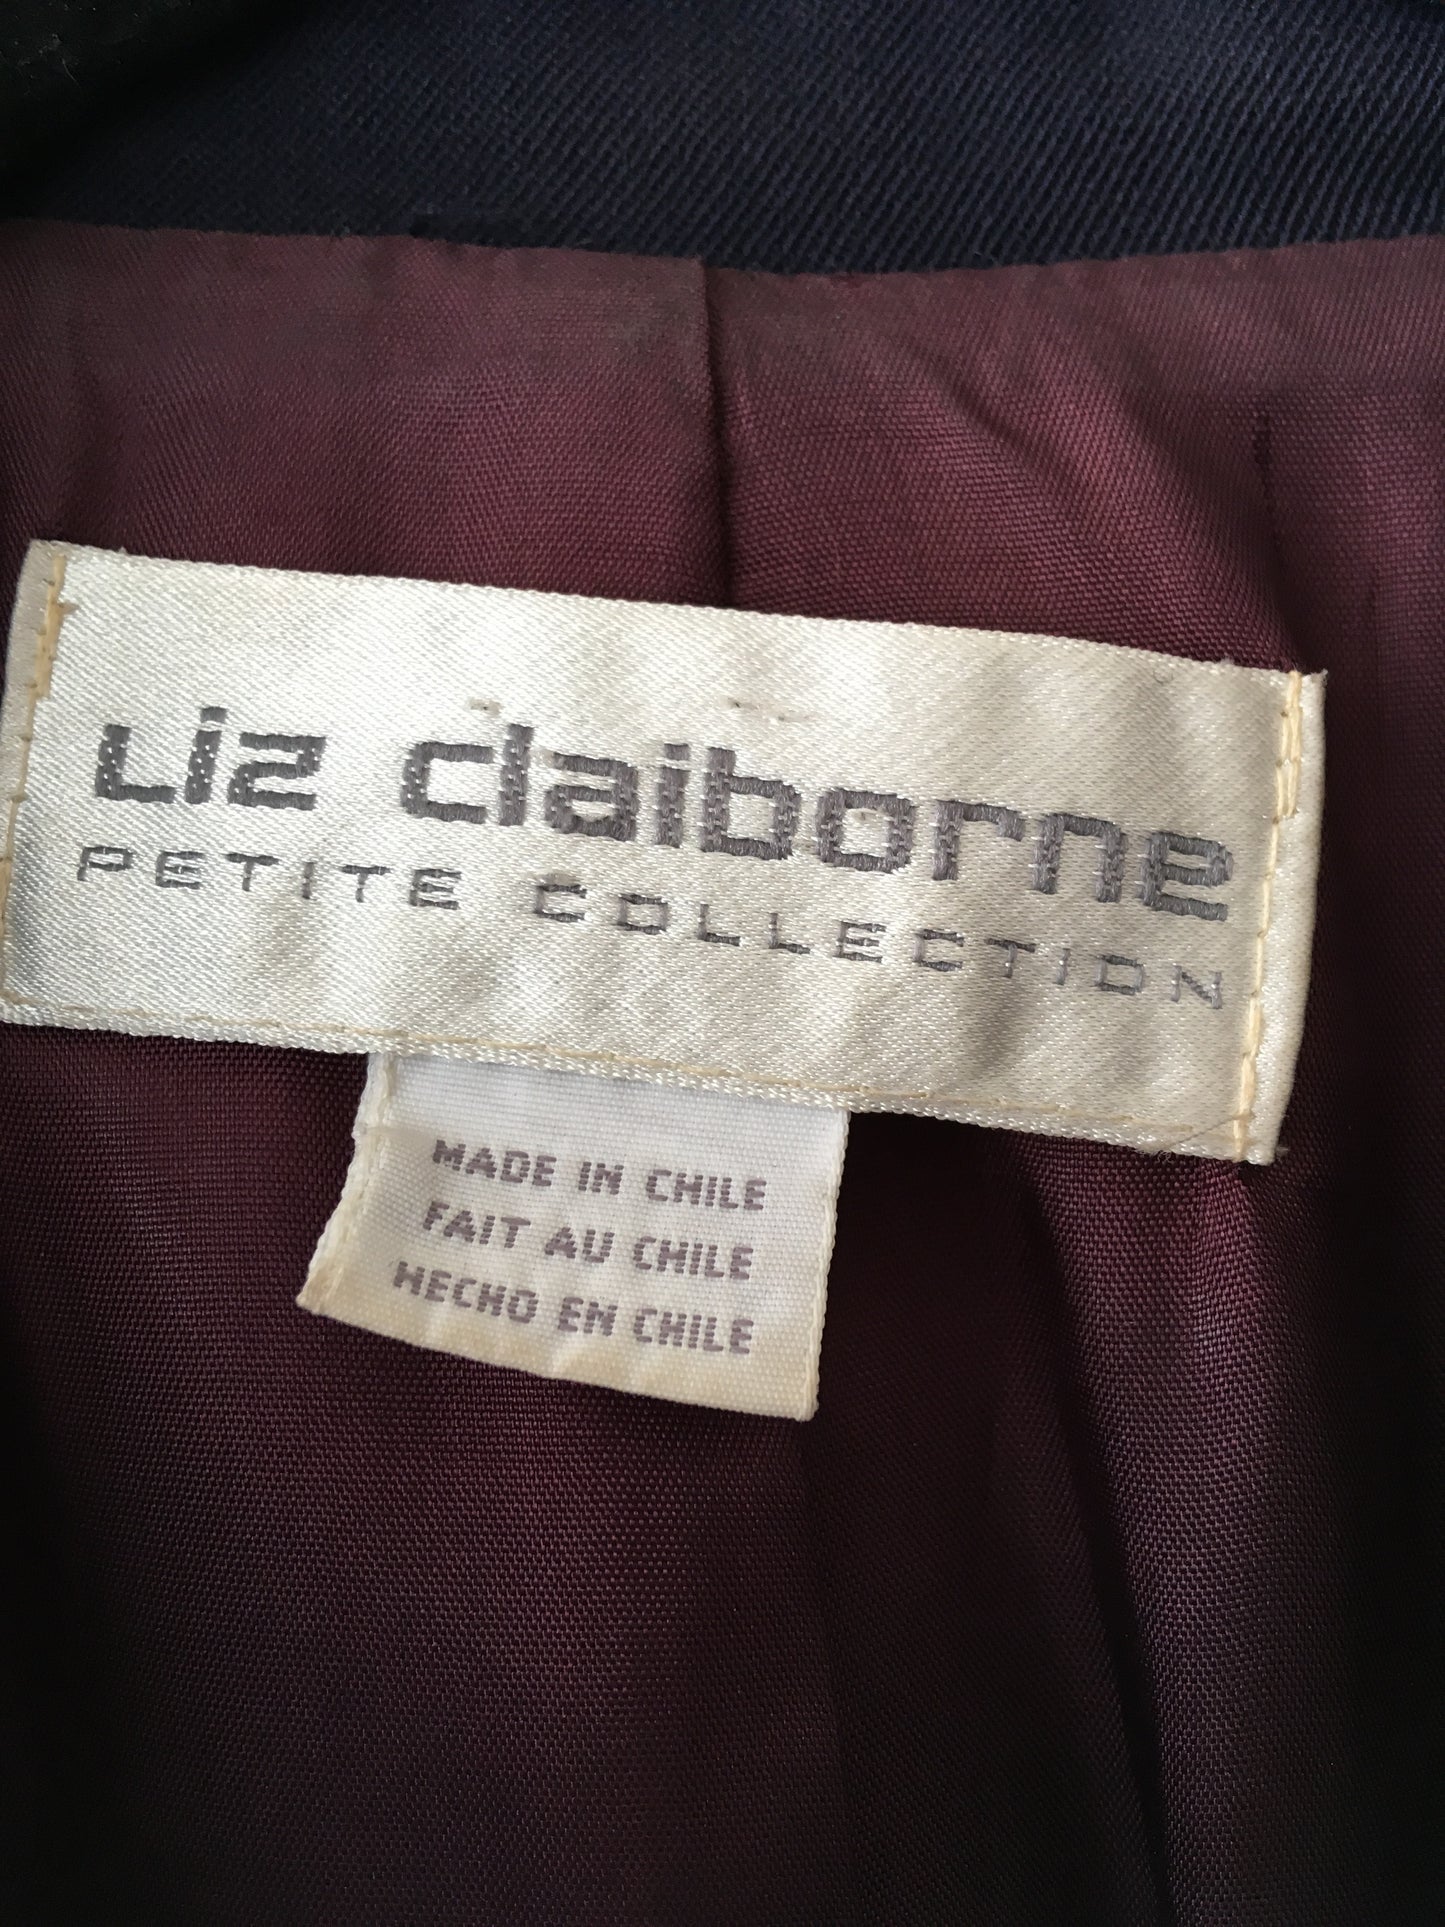 Liz claiborne
PETITE COLLECTION
MADE IN CHILE
FAIT AU CHILE
HECHO EN CHILE